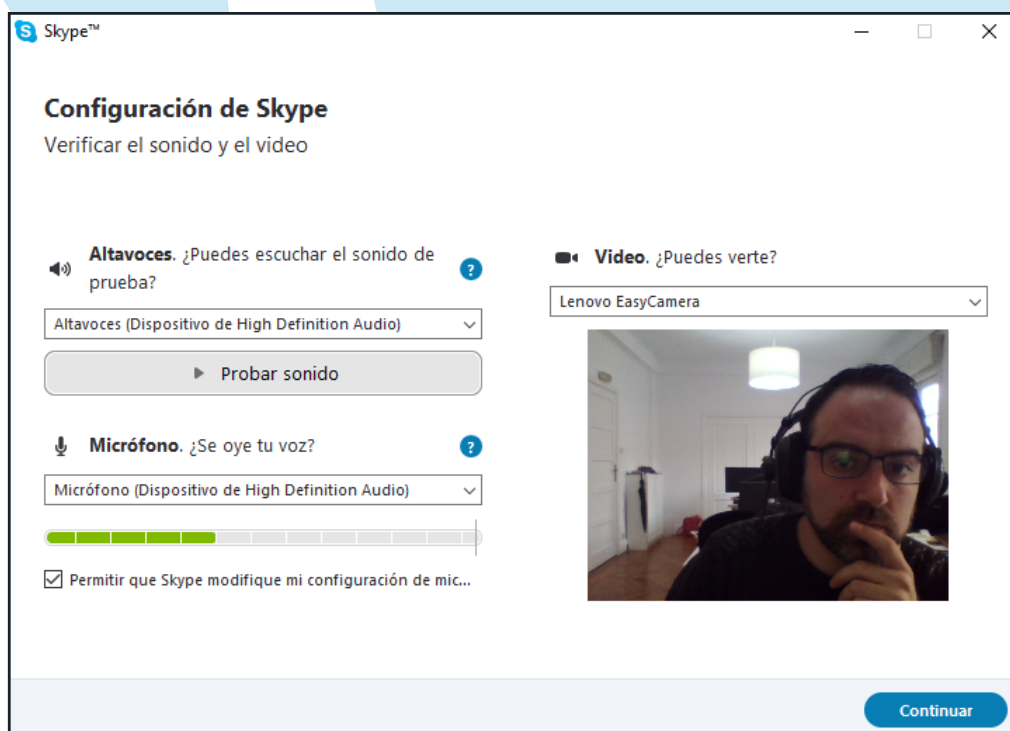 Skype™
Configuración de Skype
Verificar el sonido y el video
Altavoces. ¿Puedes escuchar el sonido de
prueba?
Altavoces (Dispositivo de High Definition Audio)
Probar sonido
Micrófono. ¿Se oye tu voz?
Micrófono (Dispositivo de High Definition Audio)
Permitir que Skype modifique mi configuración de mic...
Video. ¿Puedes verte?
Lenovo EasyCamera
Continuar